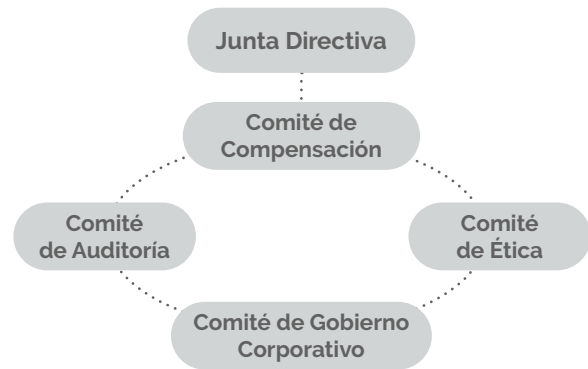 Junta Directiva
Comité de
Compensación
Comité
de Auditoría
Comité
de Ética
Comité de Gobierno
Corporativo